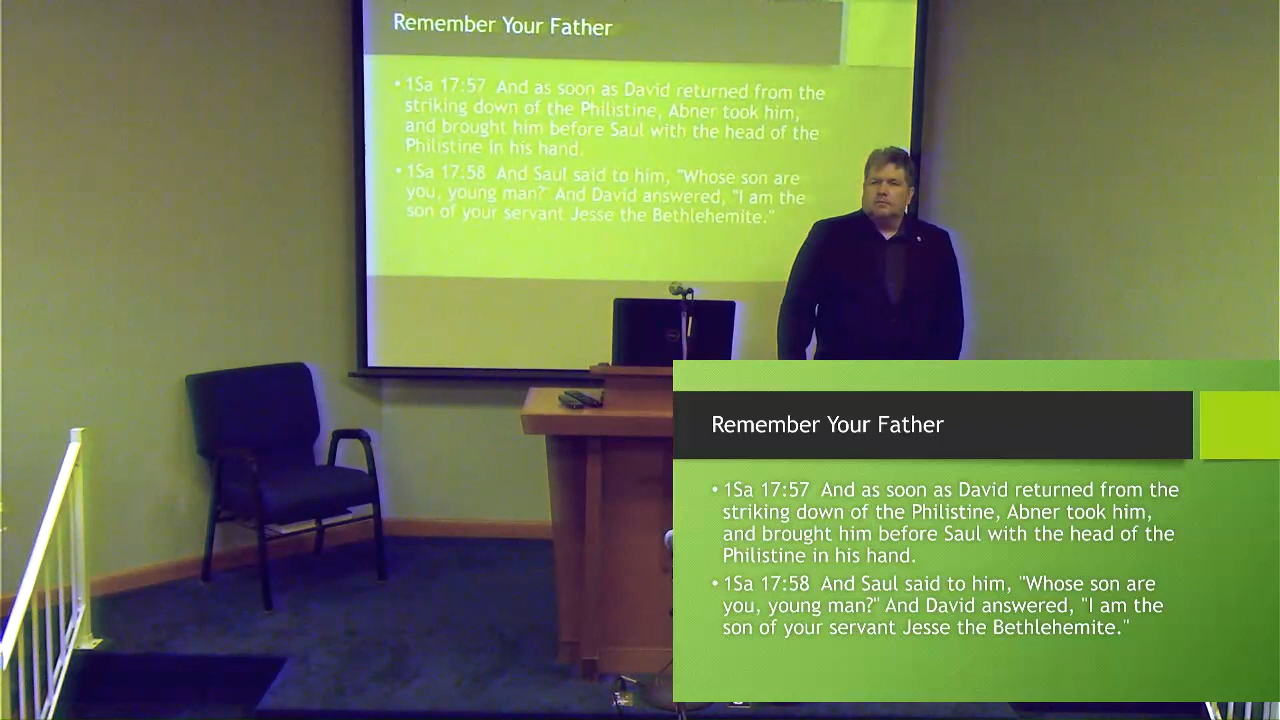 Remember Your Father
• 1Sa 17:57 And as soon as David returned from the
striking down of the Philistine, Abner took him,
and brought him before Saul with the head of the
Philistine in his hand.
• 1Sa 17:58 And Saul said to him, "Whose son are
you, young man?" And David answered, "I am the
son of your servant Jesse the Bethlehemite."
Remember Your Father
• 1Sa 17:57 And as soon as David returned from the
striking down of the Philistine, Abner took him,
and brought him before Saul with the head of the
Philistine in his hand.
• 1Sa 17:58 And Saul said to him, "Whose son are
you, young man?" And David answered, "I am the
son of your servant Jesse the Bethlehemite."